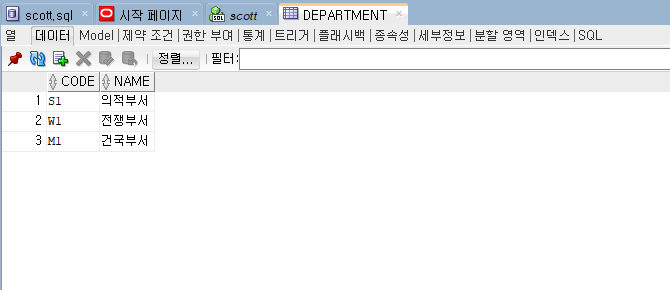 scott.sql 시작 페이지 scott DEPARTMENT
열 데이터 Model 제약 조건 권한 부여 통계 트리거 플래시백 종속성 세부정보 분할 영역 인덱스 SQL
정렬... 필터:
CODE NAME
1 S1 의적부서
2 W1 전쟁부서
3 M1 건국부서